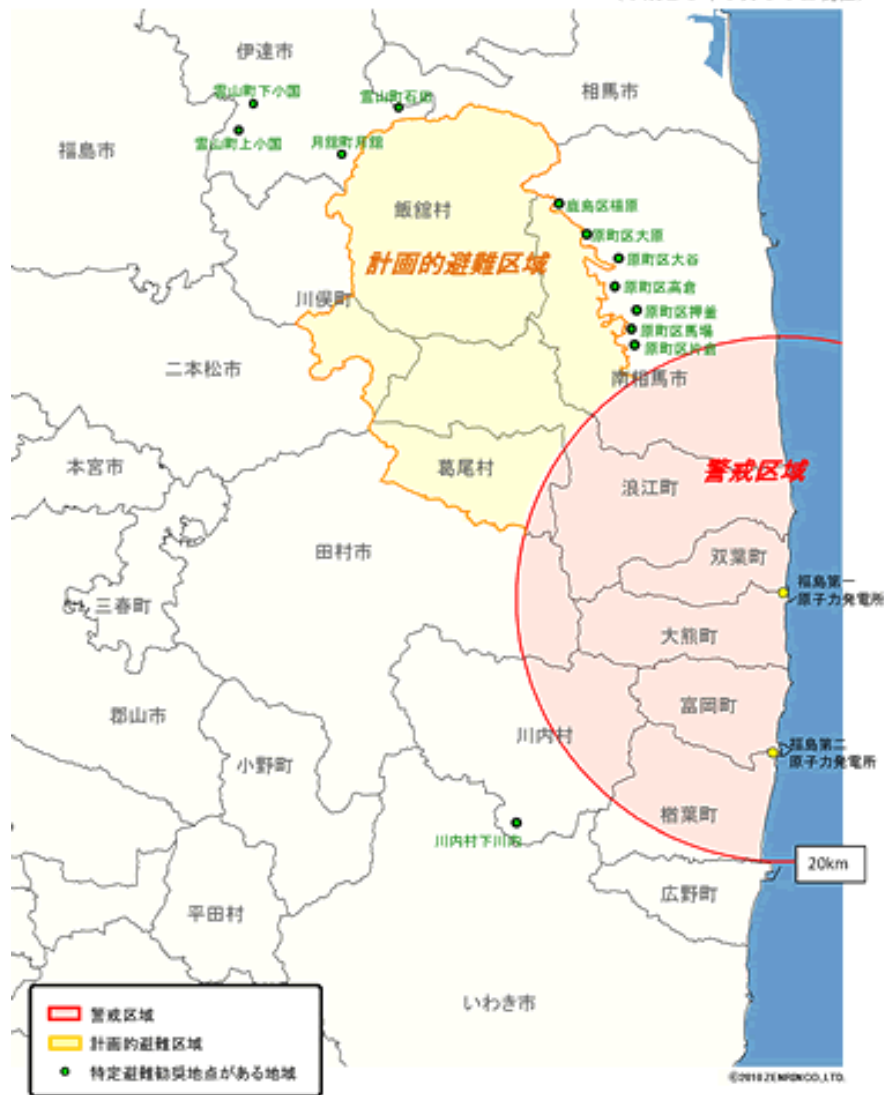 伊達市
霊山町下小国
霊山町石田
相馬市
福島市
霊山町上小国
月舘町月舘
飯舘村
鹿島区橲原
原町区大原
計画的避難区域
原町区大谷
川俣町
原町区高倉
原町区押釜
原町区馬場
原町区片倉
二本松市
南相馬市
本宮市
葛尾村
浪江町
警戒区域
田村市
双葉町
福島第一
原子力発電所
三春町
大熊町
郡山市
富岡町
川内村
小野町
福島第二
原子力発電所
楢葉町
川内村下川内
20km
広野町
平田村
いわき市
警戒区域
計画的避難区域
特定避難勧奨地点がある地域
©2010 ZENRIN CO., LTD.